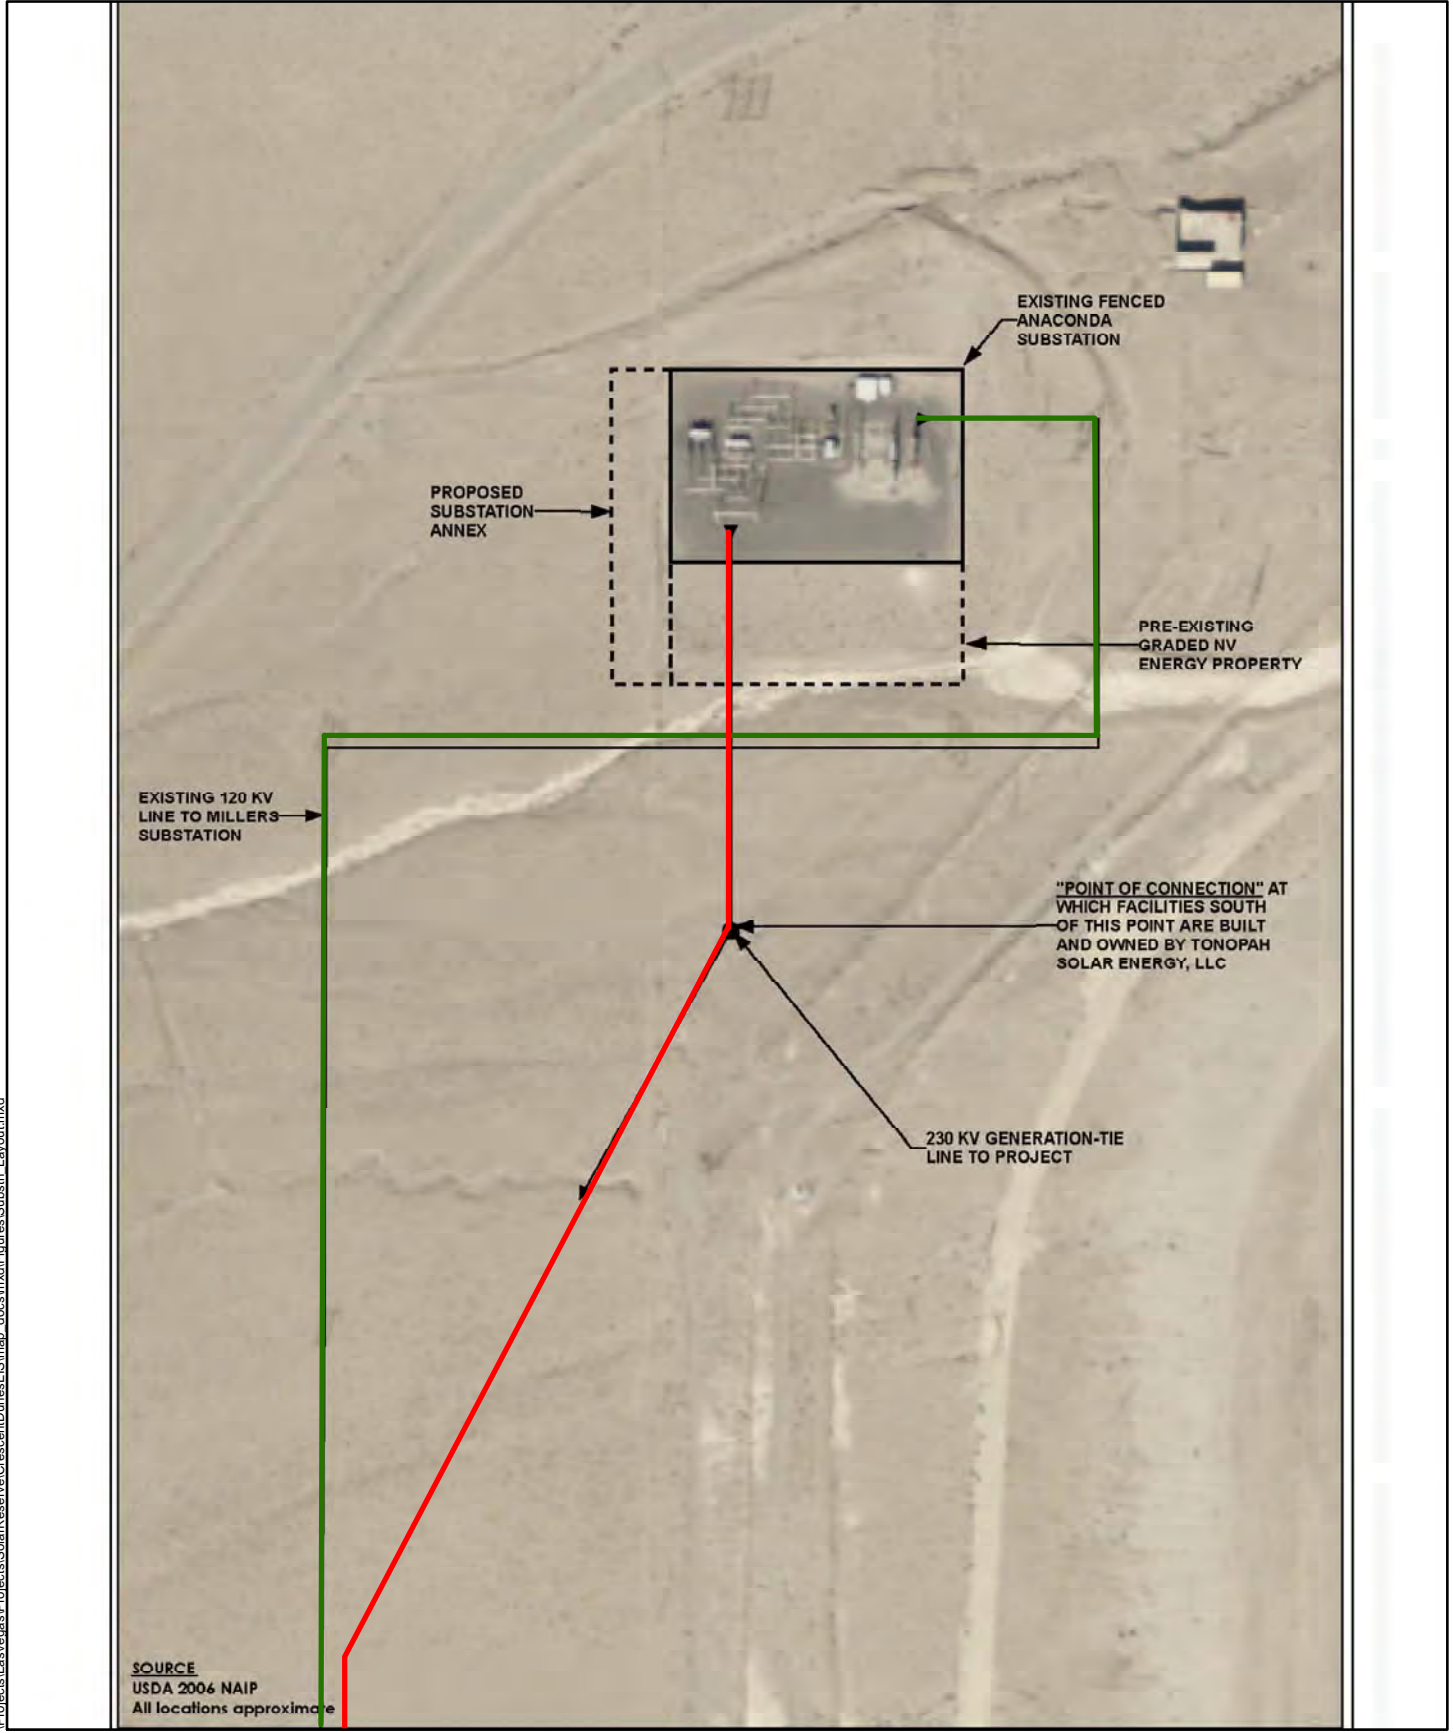 EXISTING FENCED
ANACONDA
SUBSTATION
PROPOSED
SUBSTATION
ANNEX
PRE-EXISTING
GRADED NV
ENERGY PROPERTY
EXISTING 120 KV
LINE TO MILLERS
SUBSTATION
"POINT OF CONNECTION" AT
WHICH FACILITIES SOUTH
OF THIS POINT ARE BUILT
AND OWNED BY TONOPAH
SOLAR ENERGY, LLC
230 KV GENERATION-TIE
LINE TO PROJECT
SOURCE
USDA 2006 NAIP
All locations approximate